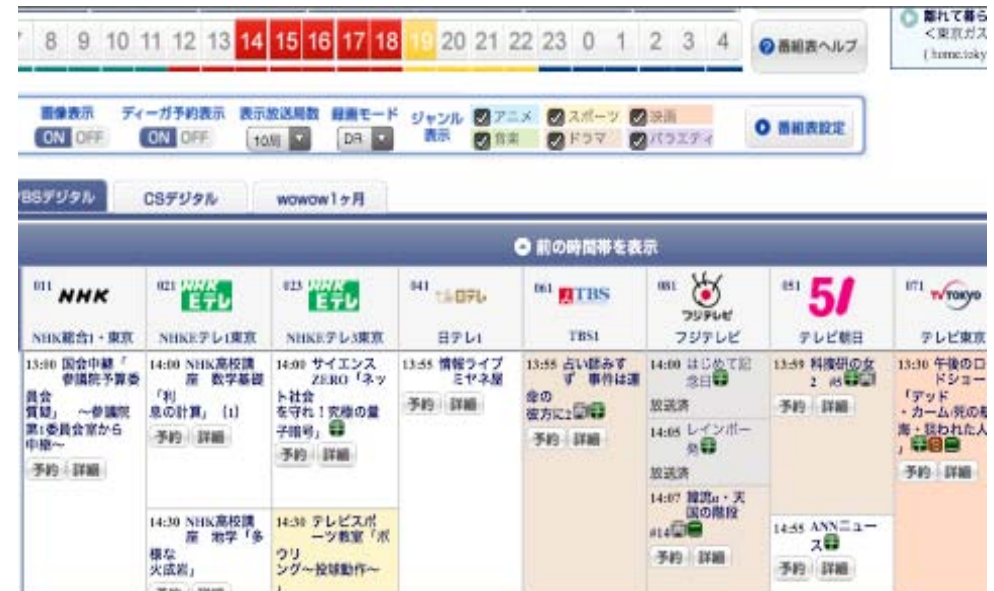 7 8 9 10 11 12 13 14 15 16 17 18 19 20 21 22 23 0 1 2 3 4
番組表ヘルプ
離れて暮ら
<東京ガス
( home.toky
画像表示 ディーガ予約表示 表示放送局数 録画モード ジャンル表示
ON OFF ON OFF 10局 DR
アニメ スポーツ 映画
音楽 ドラマ バラエティ
番組表設定
BSデジタル CSデジタル wowow1ヶ月
前の時間帯を表示
011 NHK
NHK総合1・東京
021 NHK Eテレ
NHKEテレ1東京
023 NHK Eテレ
NHKEテレ3東京
041 日テレ
日テレ1
061 TBS
TBS1
081 フジテレビ
フジテレビ
051 5/
テレビ朝日
071 TV TOKYO
テレビ東京
13:00 国会中継「
参議院予算委
員会
質疑」 ~参議院
第1委員会室から
中継~
予約 詳細
14:00 NHK高校講
座 数学基礎
「利
息の計算」 (1)
予約 詳細
14:30 NHK高校講
座 地学「多
様な
火成岩」
予約 詳細
14:00 サイエンス
ZERO「ネッ
ト社会
を守れ!究極の量
子暗号」
予約 詳細
14:30 テレビスポ
ーツ教室「ボ
ウリ
ング~投球動作~
」
13:55 情報ライブ
ミヤネ屋
予約 詳細
13:55 占い師みす
ず 事件は運
命の
彼方に2
予約 詳細
14:00 はじめて記
念日
放送済
14:05 レインボー
発
放送済
14:07 韓流α・天
国の階段
#14
予約 詳細
13:59 科捜研の女
2 #5
予約 詳細
14:55 ANNニュー
ス
予約 詳細
13:30 午後のロ
ードショー
「デッド
・カーム/死の航
海・狙われた人
」
予約 詳細